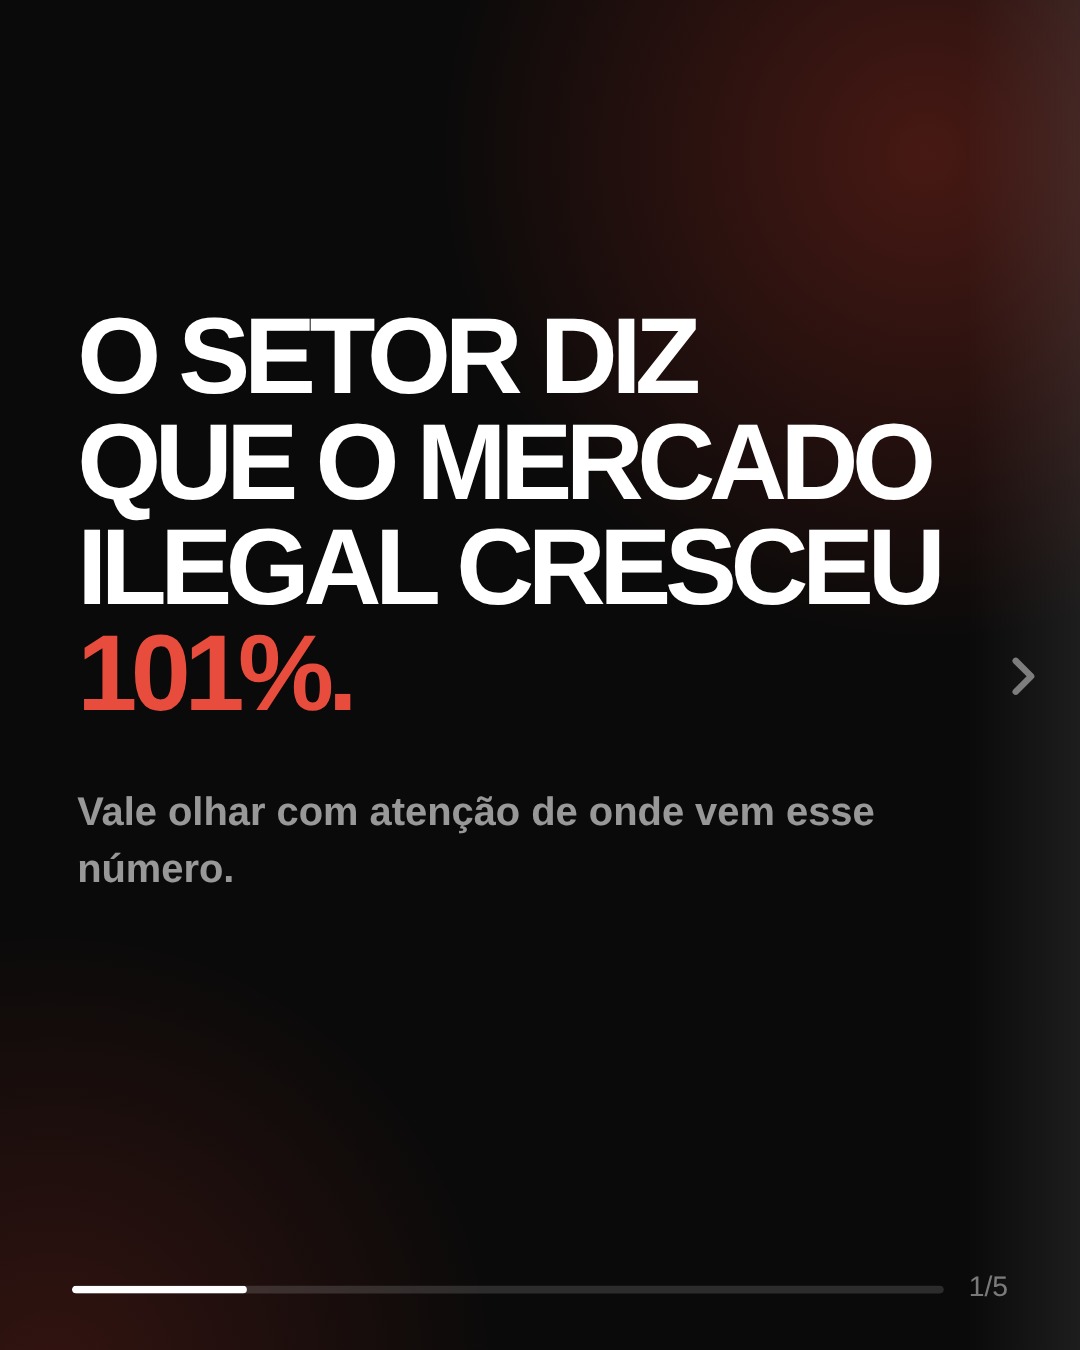 O SETOR DIZ
QUE O MERCADO
ILEGAL CRESCEU
101%.
Vale olhar com atenção de onde vem esse
número.
1/5